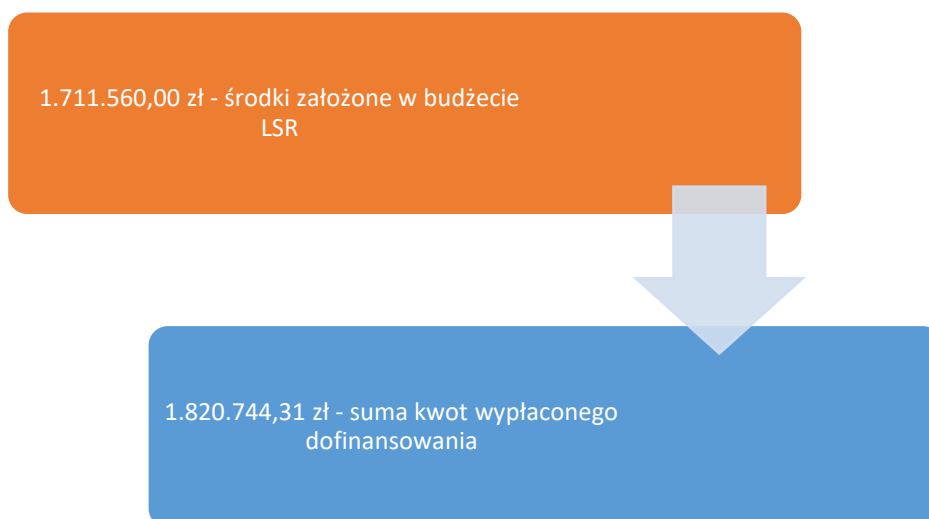 1.711.560,00 zł - środki założone w budżecie
LSR
1.820.744,31 zł - suma kwot wypłaconego
dofinansowania